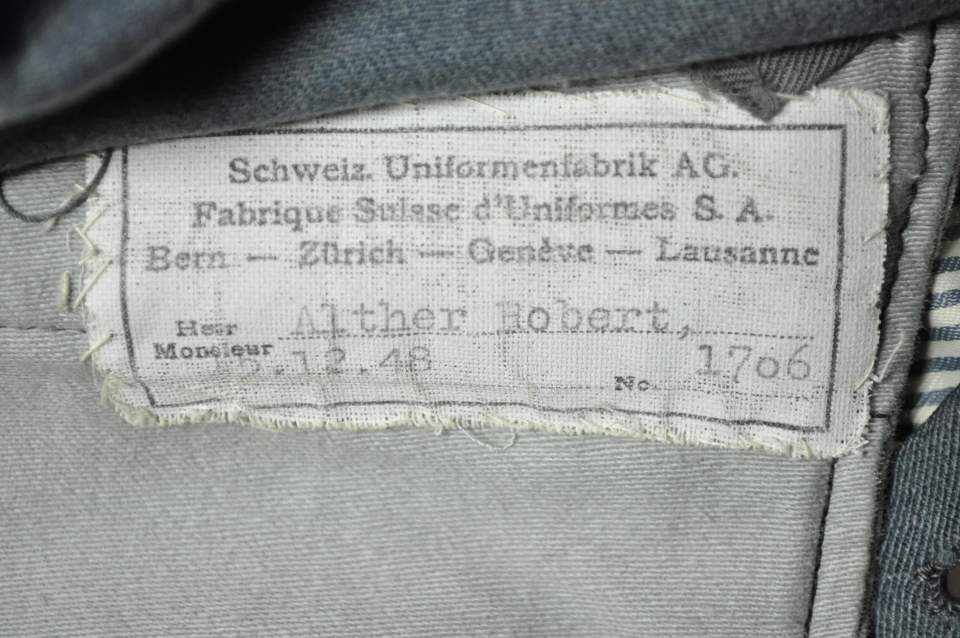 Schweiz. Uniformenfabrik AG.
Fabrique Suisse d'Uniformes S. A.
Bern — Zürich — Genève — Lausanne
Herr Alther Robert,
Monsieur .12.48
No. 1706